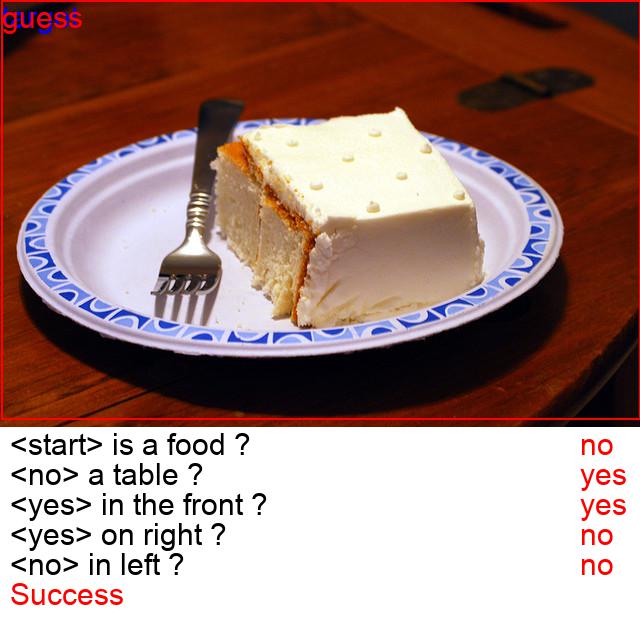 guess
<start> is a food ? no
<no> a table ? yes
<yes> in the front ? yes
<yes> on right ? no
<no> in left ? no
Success